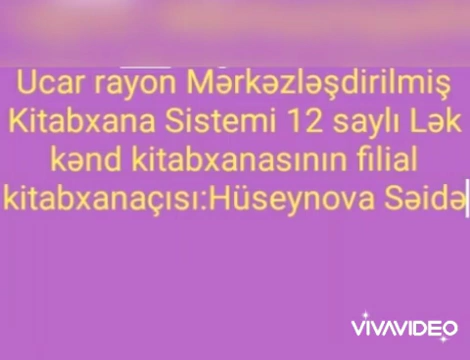 Ucar rayon Mərkəzləşdirilmiş
Kitabxana Sistemi 12 saylı Lək
kənd kitabxanasının filial
kitabxanaçısı:Hüseynova Səidə
VIVAVIDEO